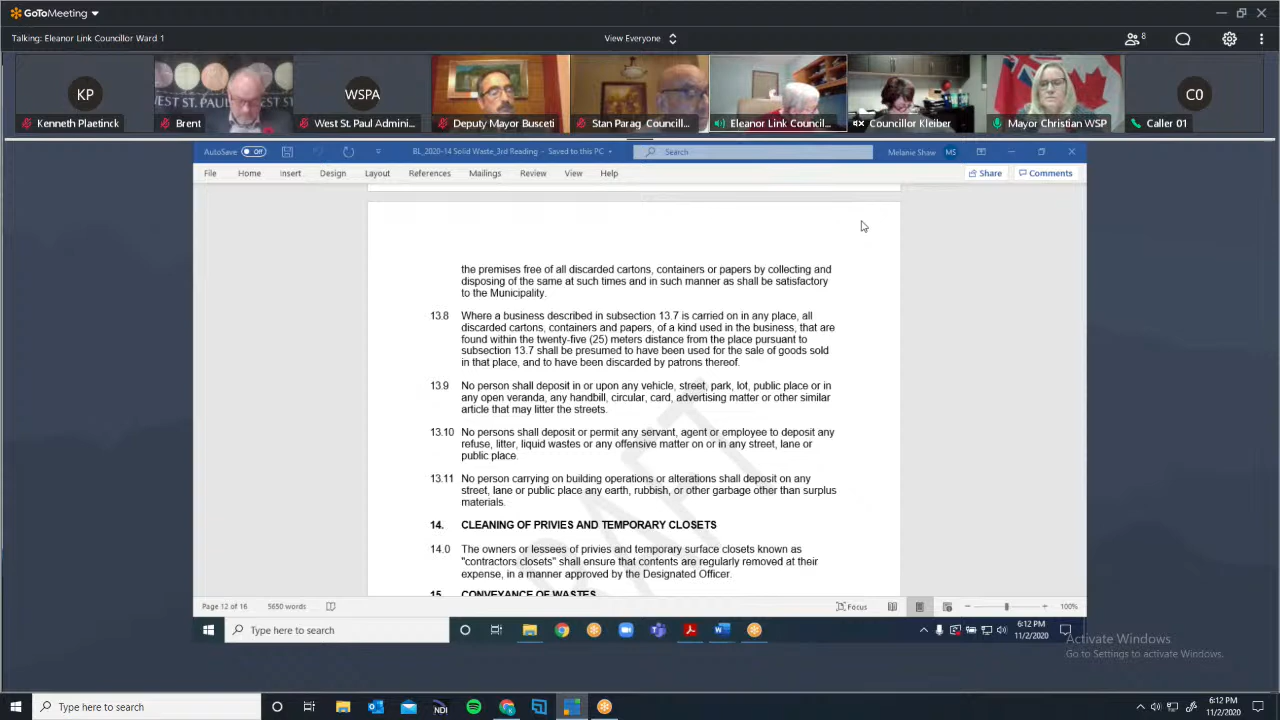 GoToMeeting
Talking: Eleanor Link Councillor Ward 1
View Everyone
8
KP
WSPA
C0
WEST ST. PAUL
Kenneth Plaetinck
Brent
West St. Paul Admini...
Deputy Mayor Busceti
Stan Parag_Councill...
Eleanor Link Council...
Councillor Kleiber
Mayor Christian WSP
Caller 01
AutoSave Off
BL_2020-14 Solid Waste_3rd Reading - Saved to this PC
Search
Melanie Shaw MS
File Home Insert Design Layout References Mailings Review View Help
Share Comments
the premises free of all discarded cartons, containers or papers by collecting and
disposing of the same at such times and in such manner as shall be satisfactory
to the Municipality.
13.8 Where a business described in subsection 13.7 is carried on in any place, all
discarded cartons, containers and papers, of a kind used in the business, that are
found within the twenty-five (25) meters distance from the place pursuant to
subsection 13.7 shall be presumed to have been used for the sale of goods sold
in that place, and to have been discarded by patrons thereof.
13.9 No person shall deposit in or upon any vehicle, street, park, lot, public place or in
any open veranda, any handbill, circular, card, advertising matter or other similar
article that may litter the streets.
13.10 No persons shall deposit or permit any servant, agent or employee to deposit any
refuse, litter, liquid wastes or any offensive matter on or in any street, lane or
public place.
13.11 No person carrying on building operations or alterations shall deposit on any
street, lane or public place any earth, rubbish, or other garbage other than surplus
materials.
14. CLEANING OF PRIVIES AND TEMPORARY CLOSETS
14.0 The owners or lessees of privies and temporary surface closets known as
"contractors closets" shall ensure that contents are regularly removed at their
expense, in a manner approved by the Designated Officer.
15. CONVEYANCE OF WASTES
Page 12 of 16 5650 words
Focus
100%
Type here to search
6:12 PM
11/2/2020
Activate Windows
Go to Settings to activate Windows.
Type here to search
NDI
6:12 PM
11/2/2020